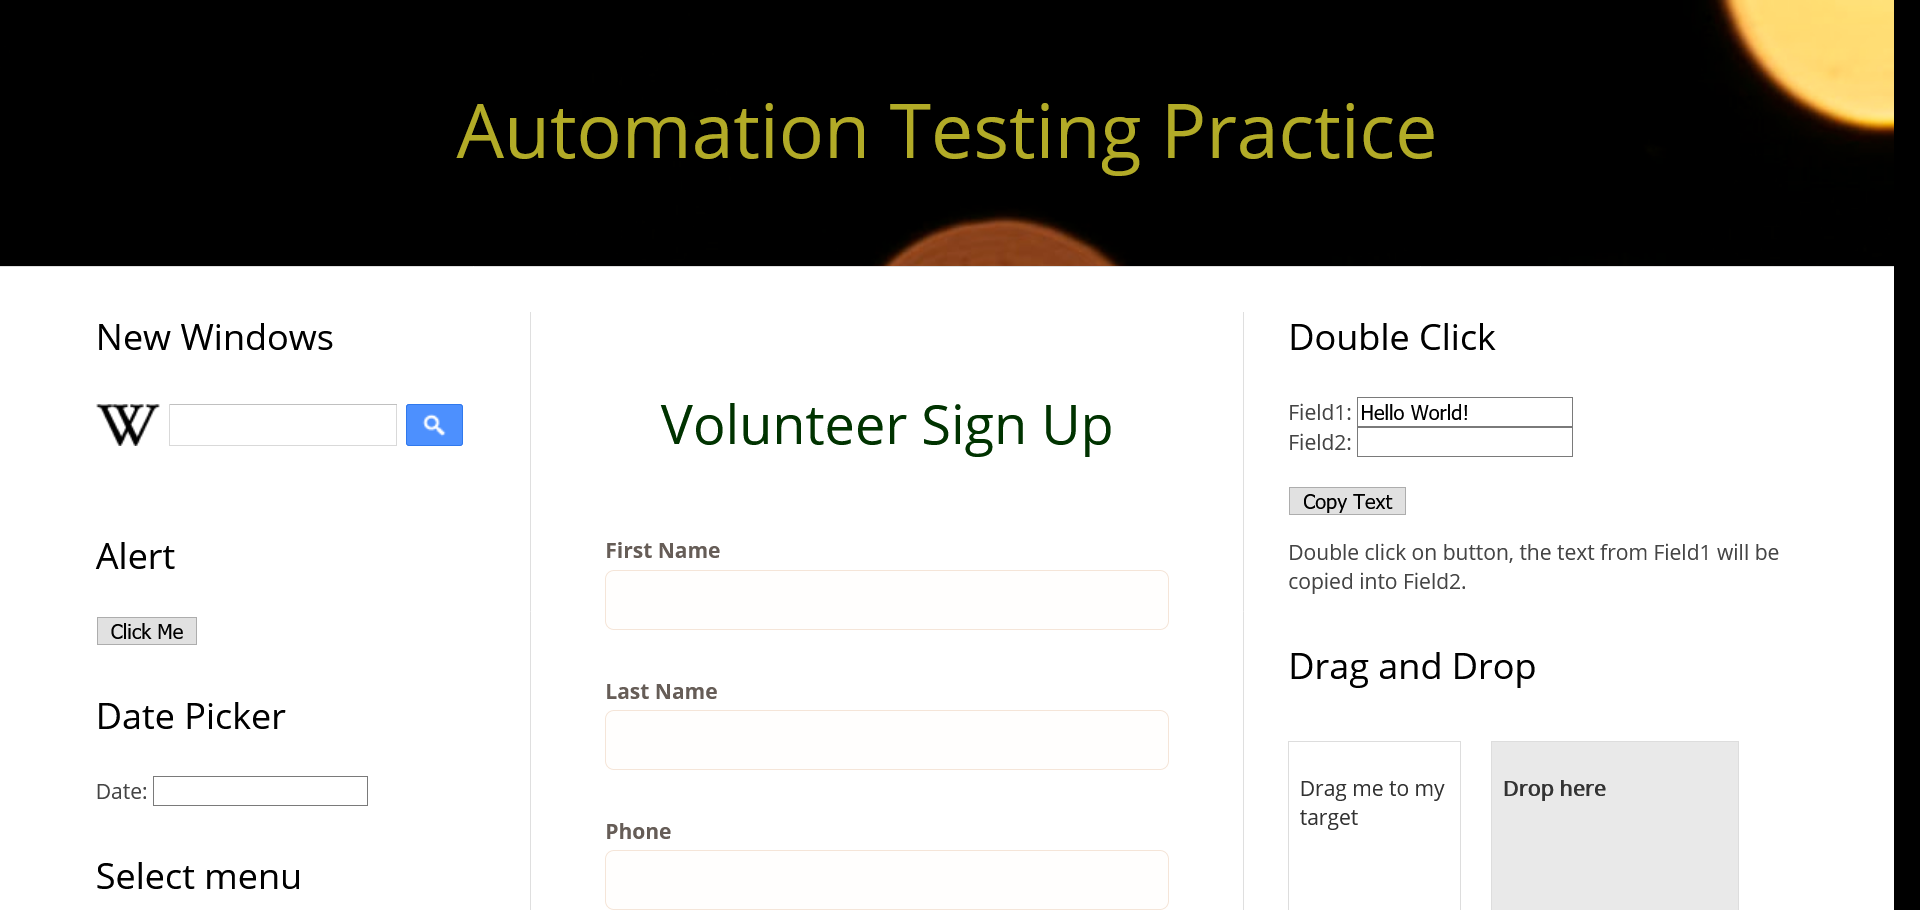 Automation Testing Practice
New Windows
W
Alert
Click Me
Date Picker
Date:
Select menu
Volunteer Sign Up
First Name
Last Name
Phone
Double Click
Field1: Hello World!
Field2:
Copy Text
Double click on button, the text from Field1 will be
copied into Field2.
Drag and Drop
Drag me to my
target
Drop here